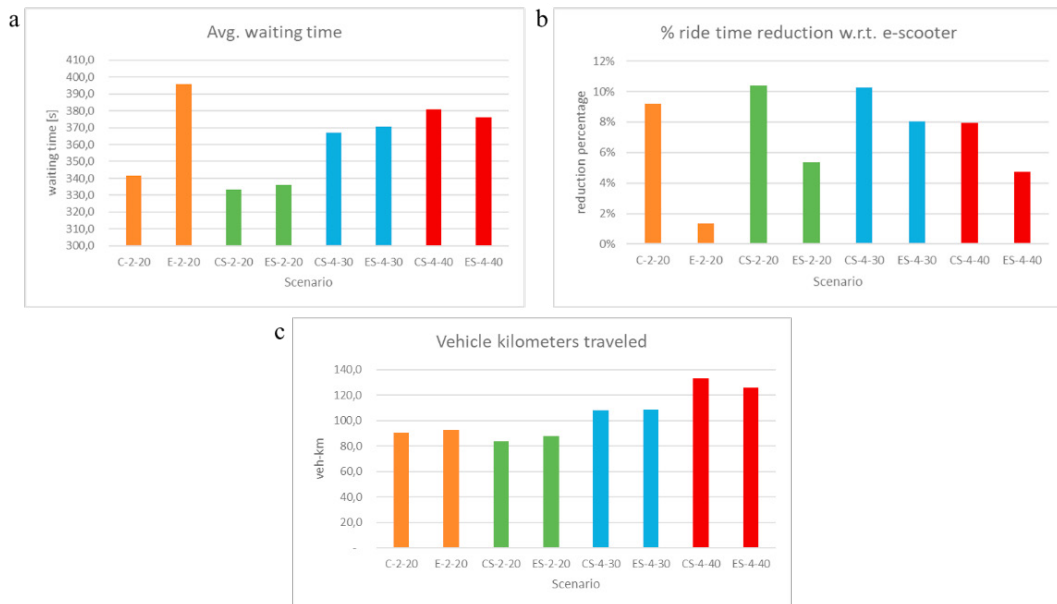 a
Avg. waiting time
waiting time [s]
410,0
400,0
390,0
380,0
370,0
360,0
350,0
340,0
330,0
320,0
310,0
300,0
C-2-20 E-2-20 CS-2-20 ES-2-20 CS-4-30 ES-4-30 CS-4-40 ES-4-40
Scenario
b
% ride time reduction w.r.t. e-scooter
reduction percentage
12%
10%
8%
6%
4%
2%
0%
C-2-20 E-2-20 CS-2-20 ES-2-20 CS-4-30 ES-4-30 CS-4-40 ES-4-40
Scenario
c
Vehicle kilometers traveled
veh-km
140,0
120,0
100,0
80,0
60,0
40,0
20,0
-
C-2-20 E-2-20 CS-2-20 ES-2-20 CS-4-30 ES-4-30 CS-4-40 ES-4-40
Scenario